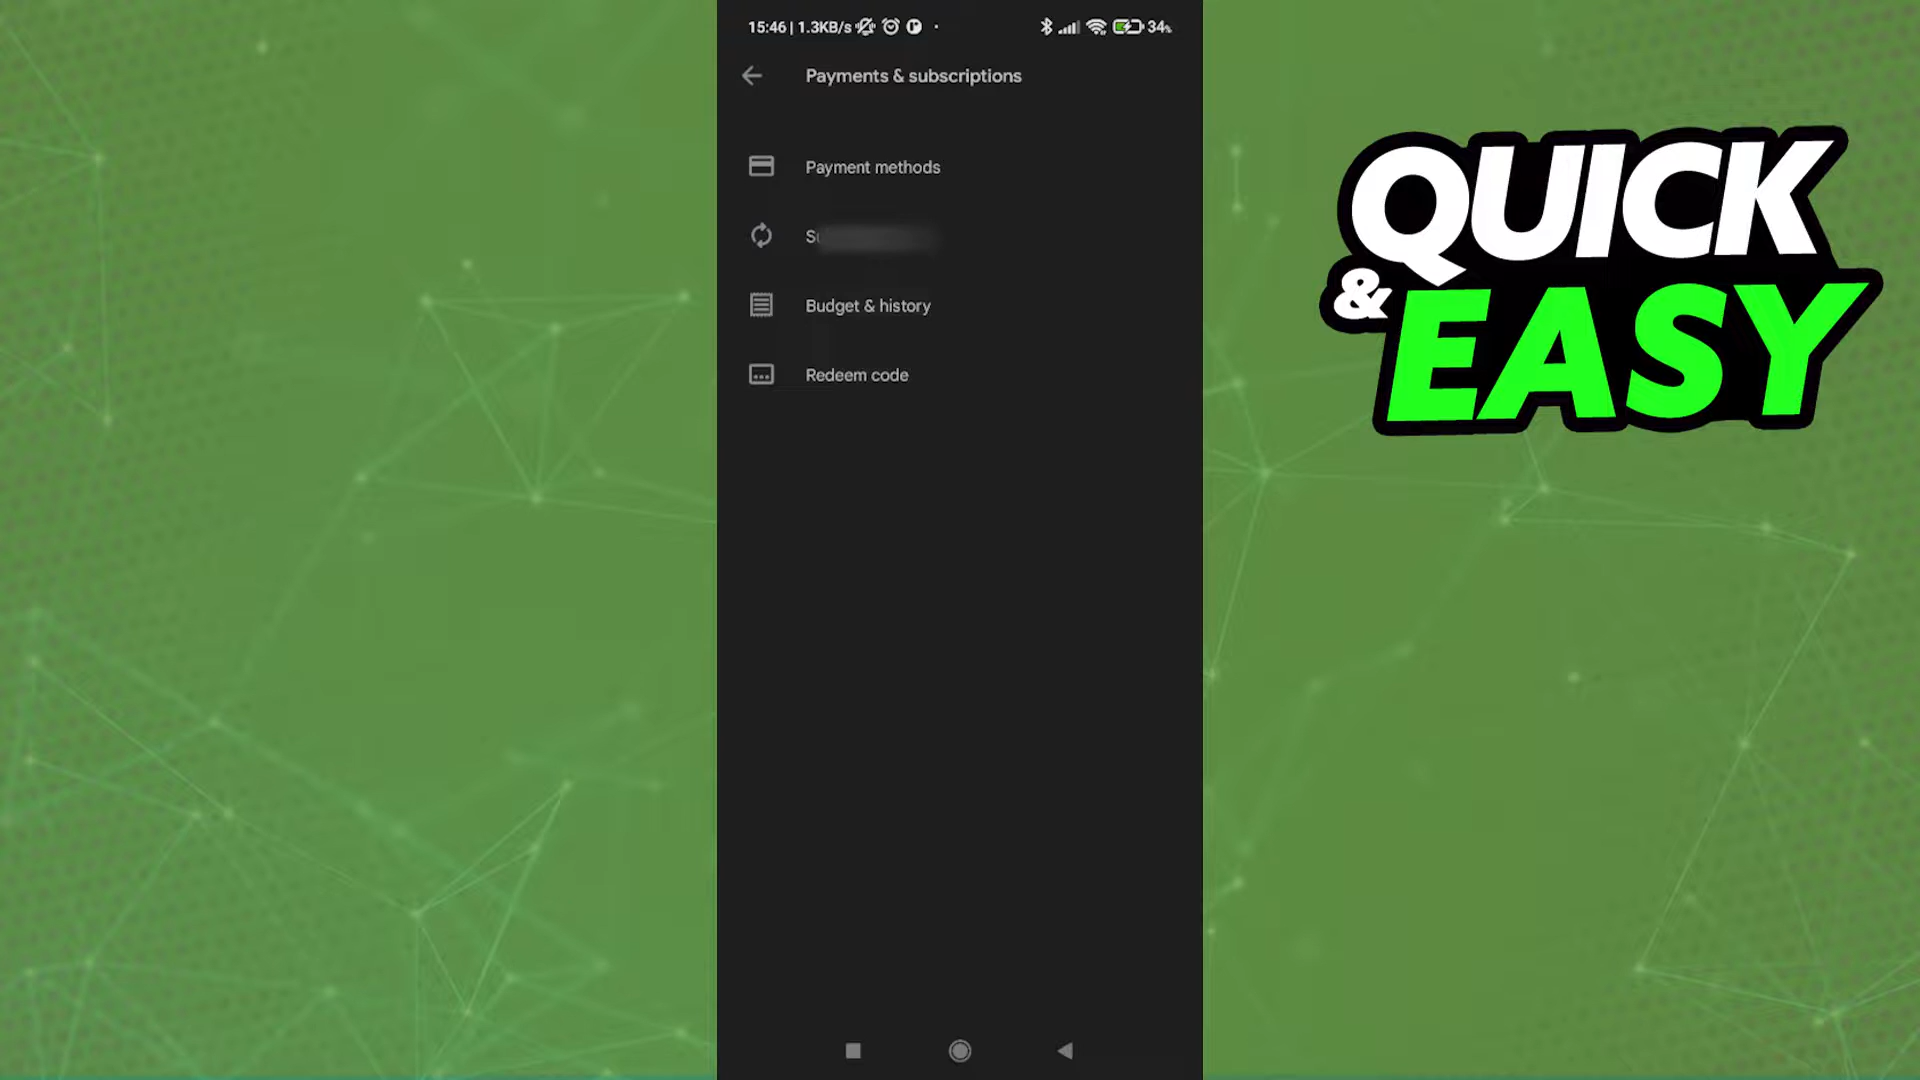 15:46 | 1.3KB/s
34%
Payments & subscriptions
Payment methods
Budget & history
Redeem code
QUICK
& EASY